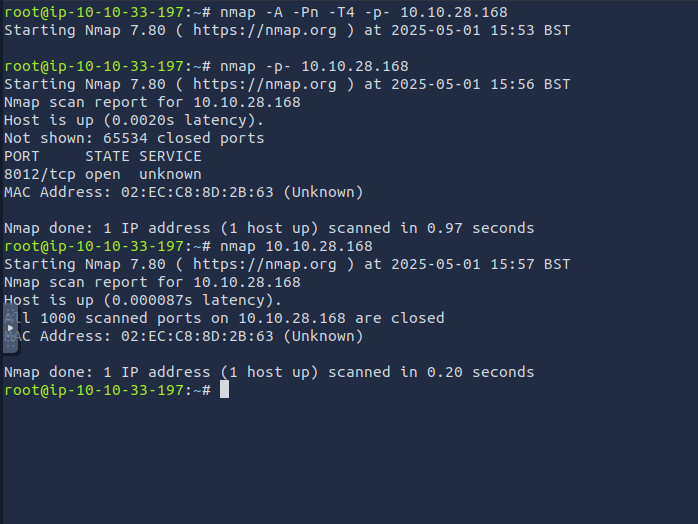 root@ip-10-10-33-197:~# nmap -A -Pn -T4 -p- 10.10.28.168
Starting Nmap 7.80 ( https://nmap.org ) at 2025-05-01 15:53 BST

root@ip-10-10-33-197:~# nmap -p- 10.10.28.168
Starting Nmap 7.80 ( https://nmap.org ) at 2025-05-01 15:56 BST
Nmap scan report for 10.10.28.168
Host is up (0.0020s latency).
Not shown: 65534 closed ports
PORT     STATE SERVICE
8012/tcp open  unknown
MAC Address: 02:EC:C8:8D:2B:63 (Unknown)

Nmap done: 1 IP address (1 host up) scanned in 0.97 seconds
root@ip-10-10-33-197:~# nmap 10.10.28.168
Starting Nmap 7.80 ( https://nmap.org ) at 2025-05-01 15:57 BST
Nmap scan report for 10.10.28.168
Host is up (0.000087s latency).
All 1000 scanned ports on 10.10.28.168 are closed
MAC Address: 02:EC:C8:8D:2B:63 (Unknown)

Nmap done: 1 IP address (1 host up) scanned in 0.20 seconds
root@ip-10-10-33-197:~#